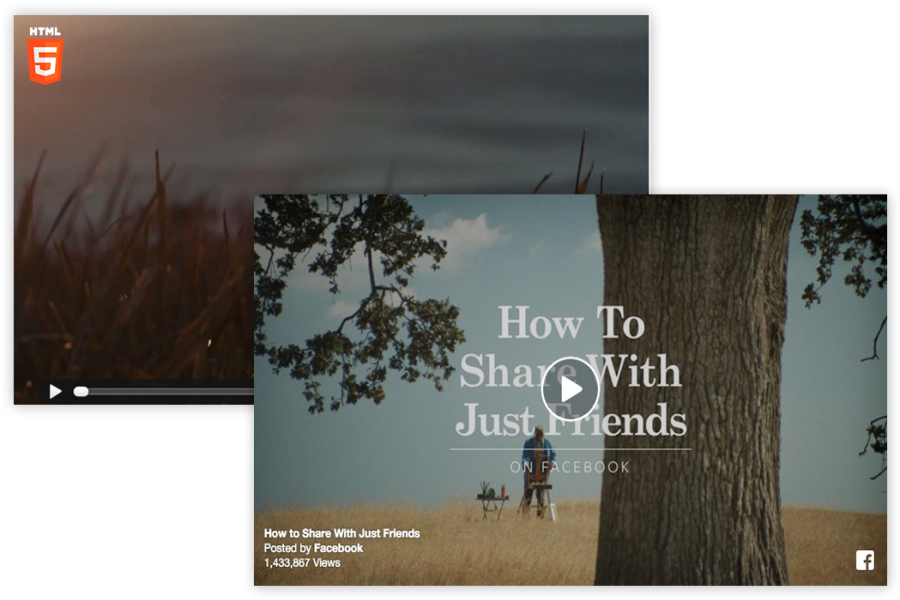 HTML
5
How To
Share With
Just Friends
ON FACEBOOK
How to Share With Just Friends
Posted by Facebook
1,433,867 Views
f